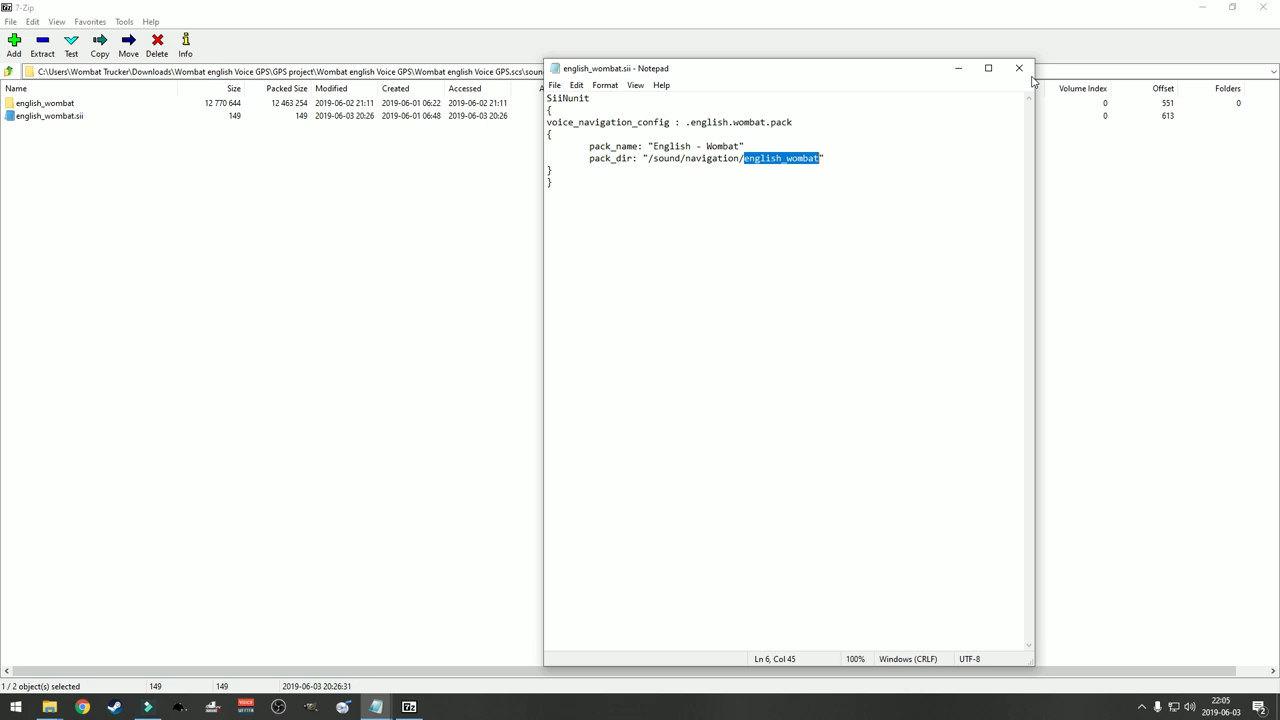 7-Zip
File Edit View Favorites Tools Help
Add Extract Test Copy Move Delete Info
C:\Users\Wombat Trucker\Downloads\Wombat english Voice GPS\GPS project\Wombat english Voice GPS\Wombat english Voice GPS.scs\soun
Name Size Packed Size Modified Created Accessed Volume Index Offset Folders
english_wombat 12 770 644 12 463 254 2019-06-02 21:11 2019-06-01 06:22 2019-06-02 21:11 0 551 0
english_wombat.sii 149 149 2019-06-03 20:26 2019-06-01 06:48 2019-06-03 20:26 0 613
english_wombat.sii - Notepad
File Edit Format View Help
SiiNunit
{
voice_navigation_config : .english.wombat.pack
{
pack_name: "English - Wombat"
pack_dir: "/sound/navigation/english_wombat"
}
}
Ln 6, Col 45 100% Windows (CRLF) UTF-8
1 / 2 object(s) selected 149 149 2019-06-03 20:26:31
22:05
2019-06-03
2